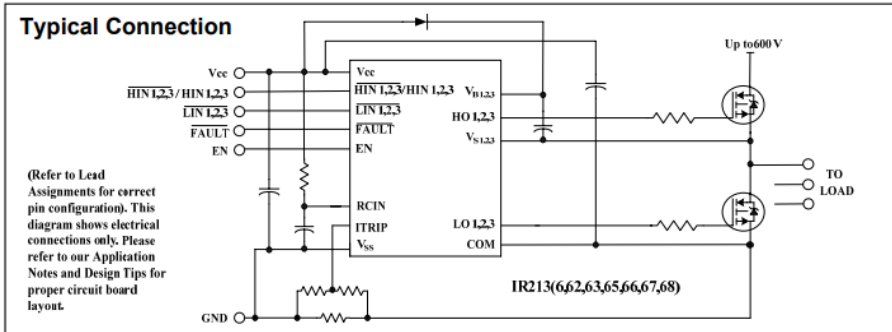 Typical Connection
Up to600 V
Vcc
HIN 1,2,3 / HIN 1,2,3
LIN 1,2,3
FAULT
EN
Vcc
HIN 1,2,3/HIN 1,2,3
LIN 1,2,3
FAULT
EN
RCIN
ITRIP
VSS
VB1,2,3
HO 1,2,3
VS 1,2,3
LO 1,2,3
COM
TO
LOAD
(Refer to Lead
Assignments for correct
pin configuration). This
diagram shows electrical
connections only. Please
refer to our Application
Notes and Design Tips for
proper circuit board
layout.
GND
IR213(6,62,63,65,66,67,68)